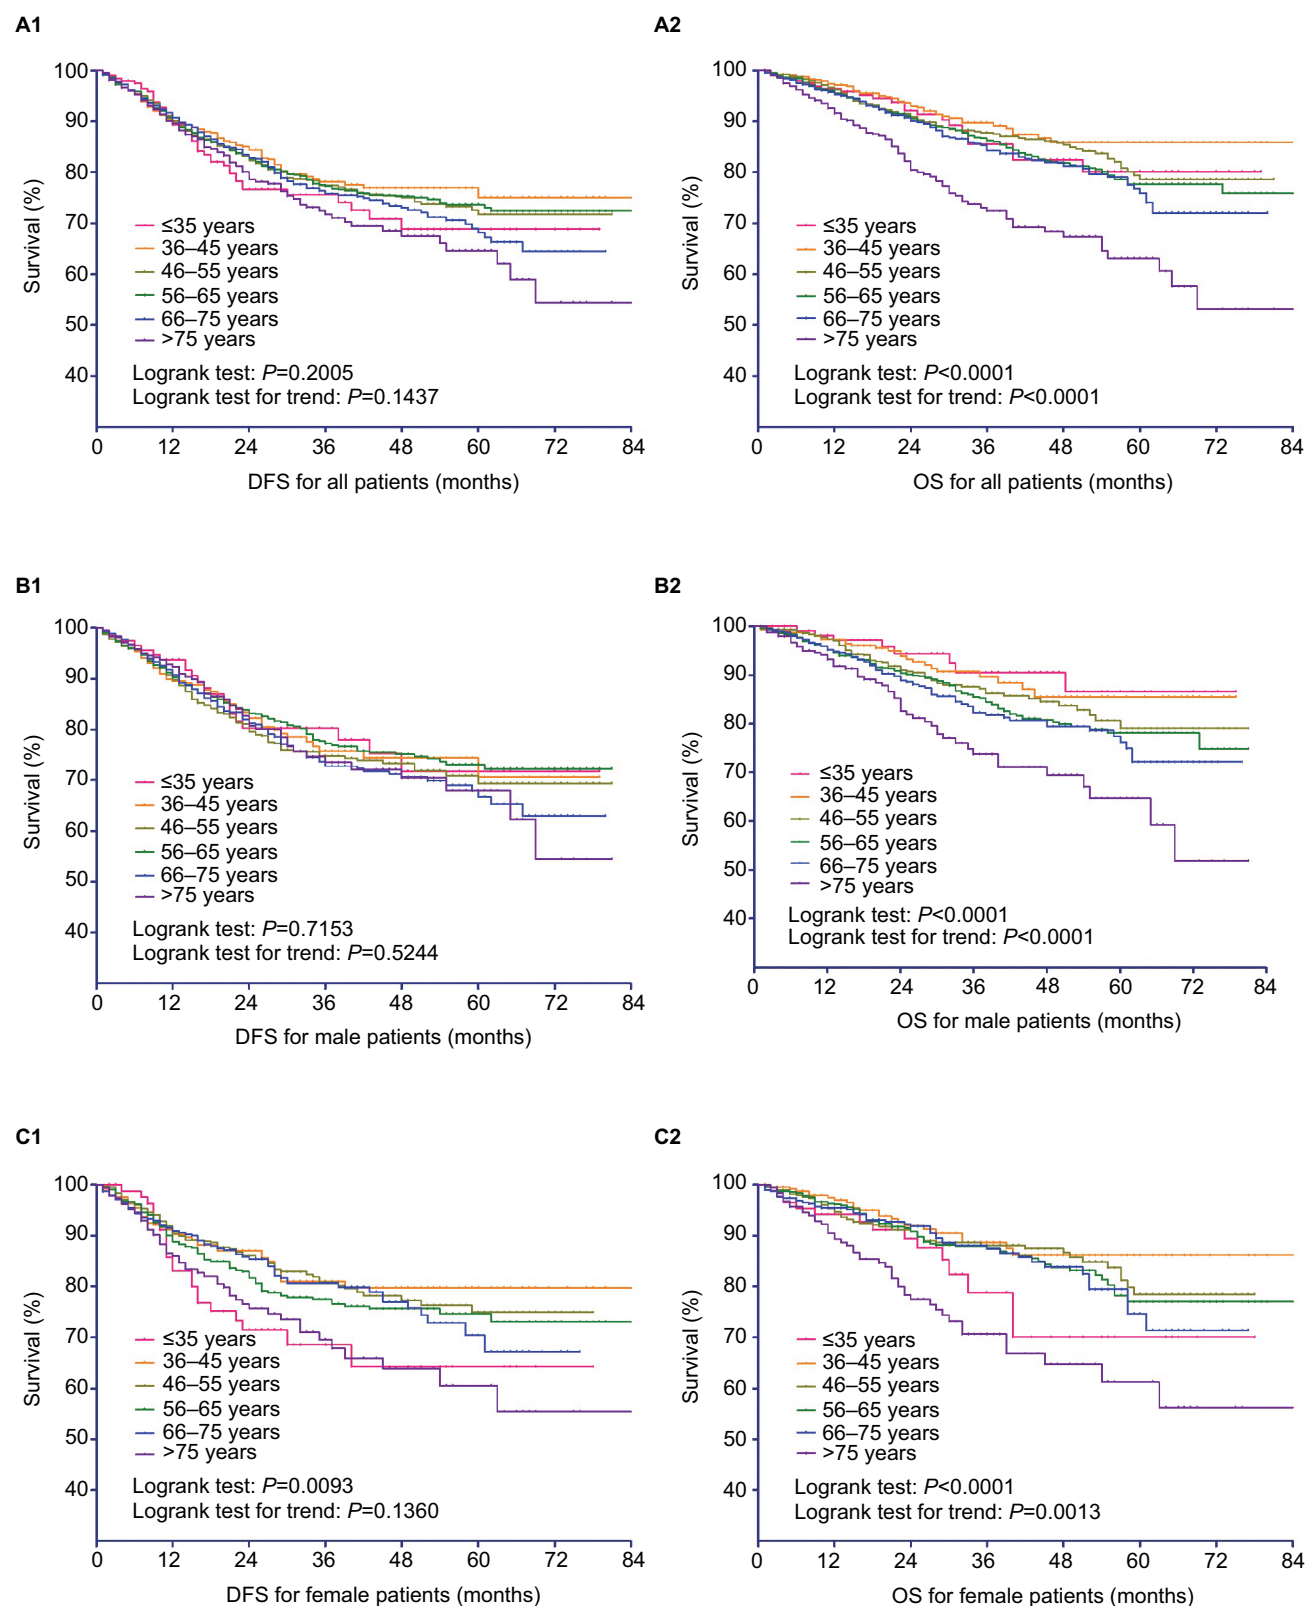 A1
100
90
80
70
60
50
40
Survival (%)
≤35 years
36–45 years
46–55 years
56–65 years
66–75 years
>75 years
Logrank test: P=0.2005
Logrank test for trend: P=0.1437
0 12 24 36 48 60 72 84
DFS for all patients (months)
A2
100
90
80
70
60
50
40
Survival (%)
≤35 years
36–45 years
46–55 years
56–65 years
66–75 years
>75 years
Logrank test: P<0.0001
Logrank test for trend: P<0.0001
0 12 24 36 48 60 72 84
OS for all patients (months)
B1
100
90
80
70
60
50
40
Survival (%)
≤35 years
36–45 years
46–55 years
56–65 years
66–75 years
>75 years
Logrank test: P=0.7153
Logrank test for trend: P=0.5244
0 12 24 36 48 60 72 84
DFS for male patients (months)
B2
100
90
80
70
60
50
40
Survival (%)
≤35 years
36–45 years
46–55 years
56–65 years
66–75 years
>75 years
Logrank test: P<0.0001
Logrank test for trend: P<0.0001
0 12 24 36 48 60 72 84
OS for male patients (months)
C1
100
90
80
70
60
50
40
Survival (%)
≤35 years
36–45 years
46–55 years
56–65 years
66–75 years
>75 years
Logrank test: P=0.0093
Logrank test for trend: P=0.1360
0 12 24 36 48 60 72 84
DFS for female patients (months)
C2
100
90
80
70
60
50
40
Survival (%)
≤35 years
36–45 years
46–55 years
56–65 years
66–75 years
>75 years
Logrank test: P<0.0001
Logrank test for trend: P=0.0013
0 12 24 36 48 60 72 84
OS for female patients (months)